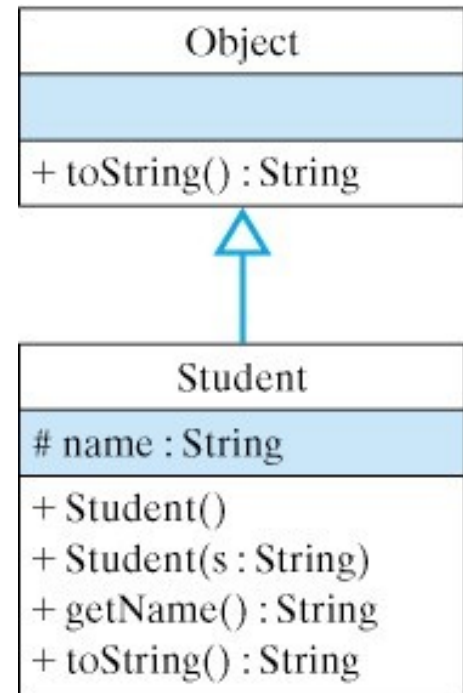 Object
+ toString() : String
Student
# name : String
+ Student()
+ Student(s : String)
+ getName() : String
+ toString() : String